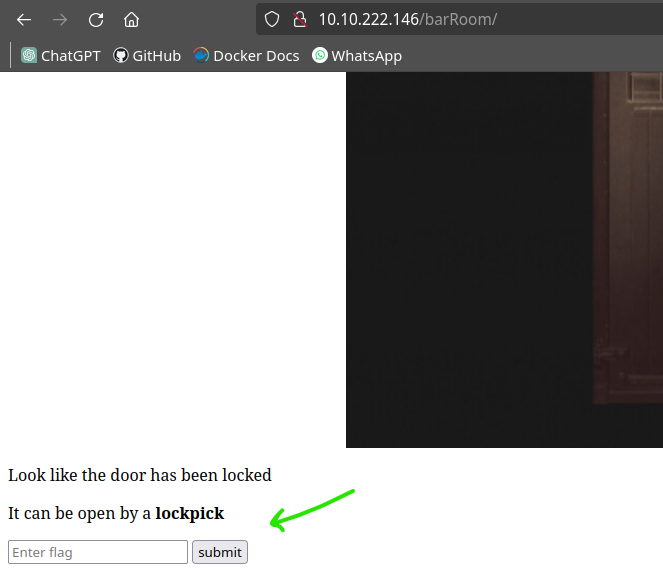 10.10.222.146/barRoom/
ChatGPT GitHub Docker Docs WhatsApp
Look like the door has been locked
It can be open by a lockpick
Enter flag submit